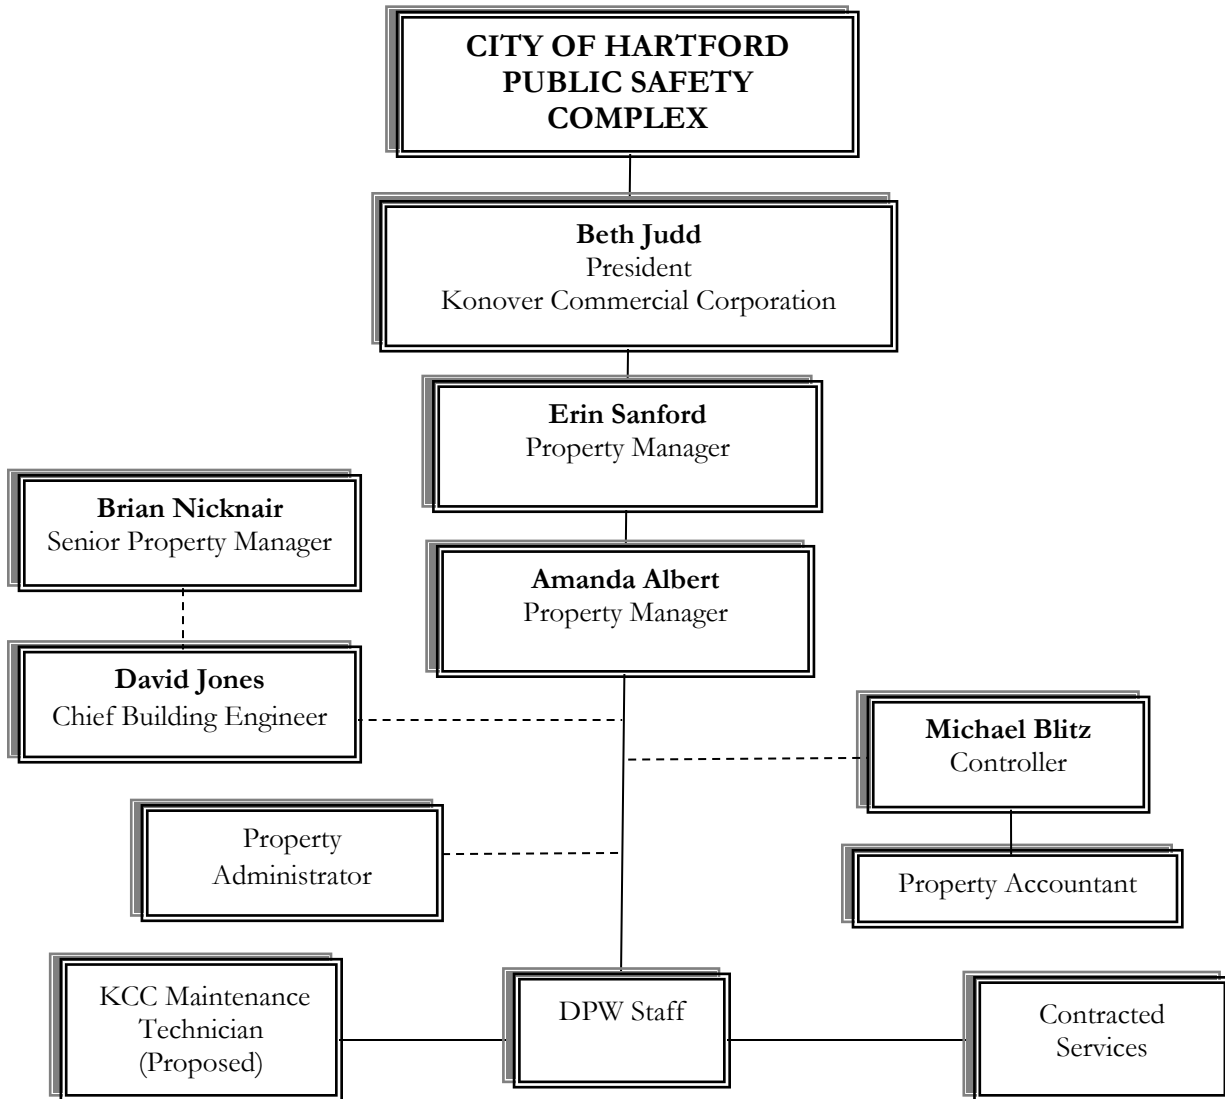 CITY OF HARTFORD
PUBLIC SAFETY
COMPLEX
Beth Judd
President
Konover Commercial Corporation
Erin Sanford
Property Manager
Brian Nicknair
Senior Property Manager
Amanda Albert
Property Manager
David Jones
Chief Building Engineer
Michael Blitz
Controller
Property
Administrator
Property Accountant
KCC Maintenance
Technician
(Proposed)
DPW Staff
Contracted
Services